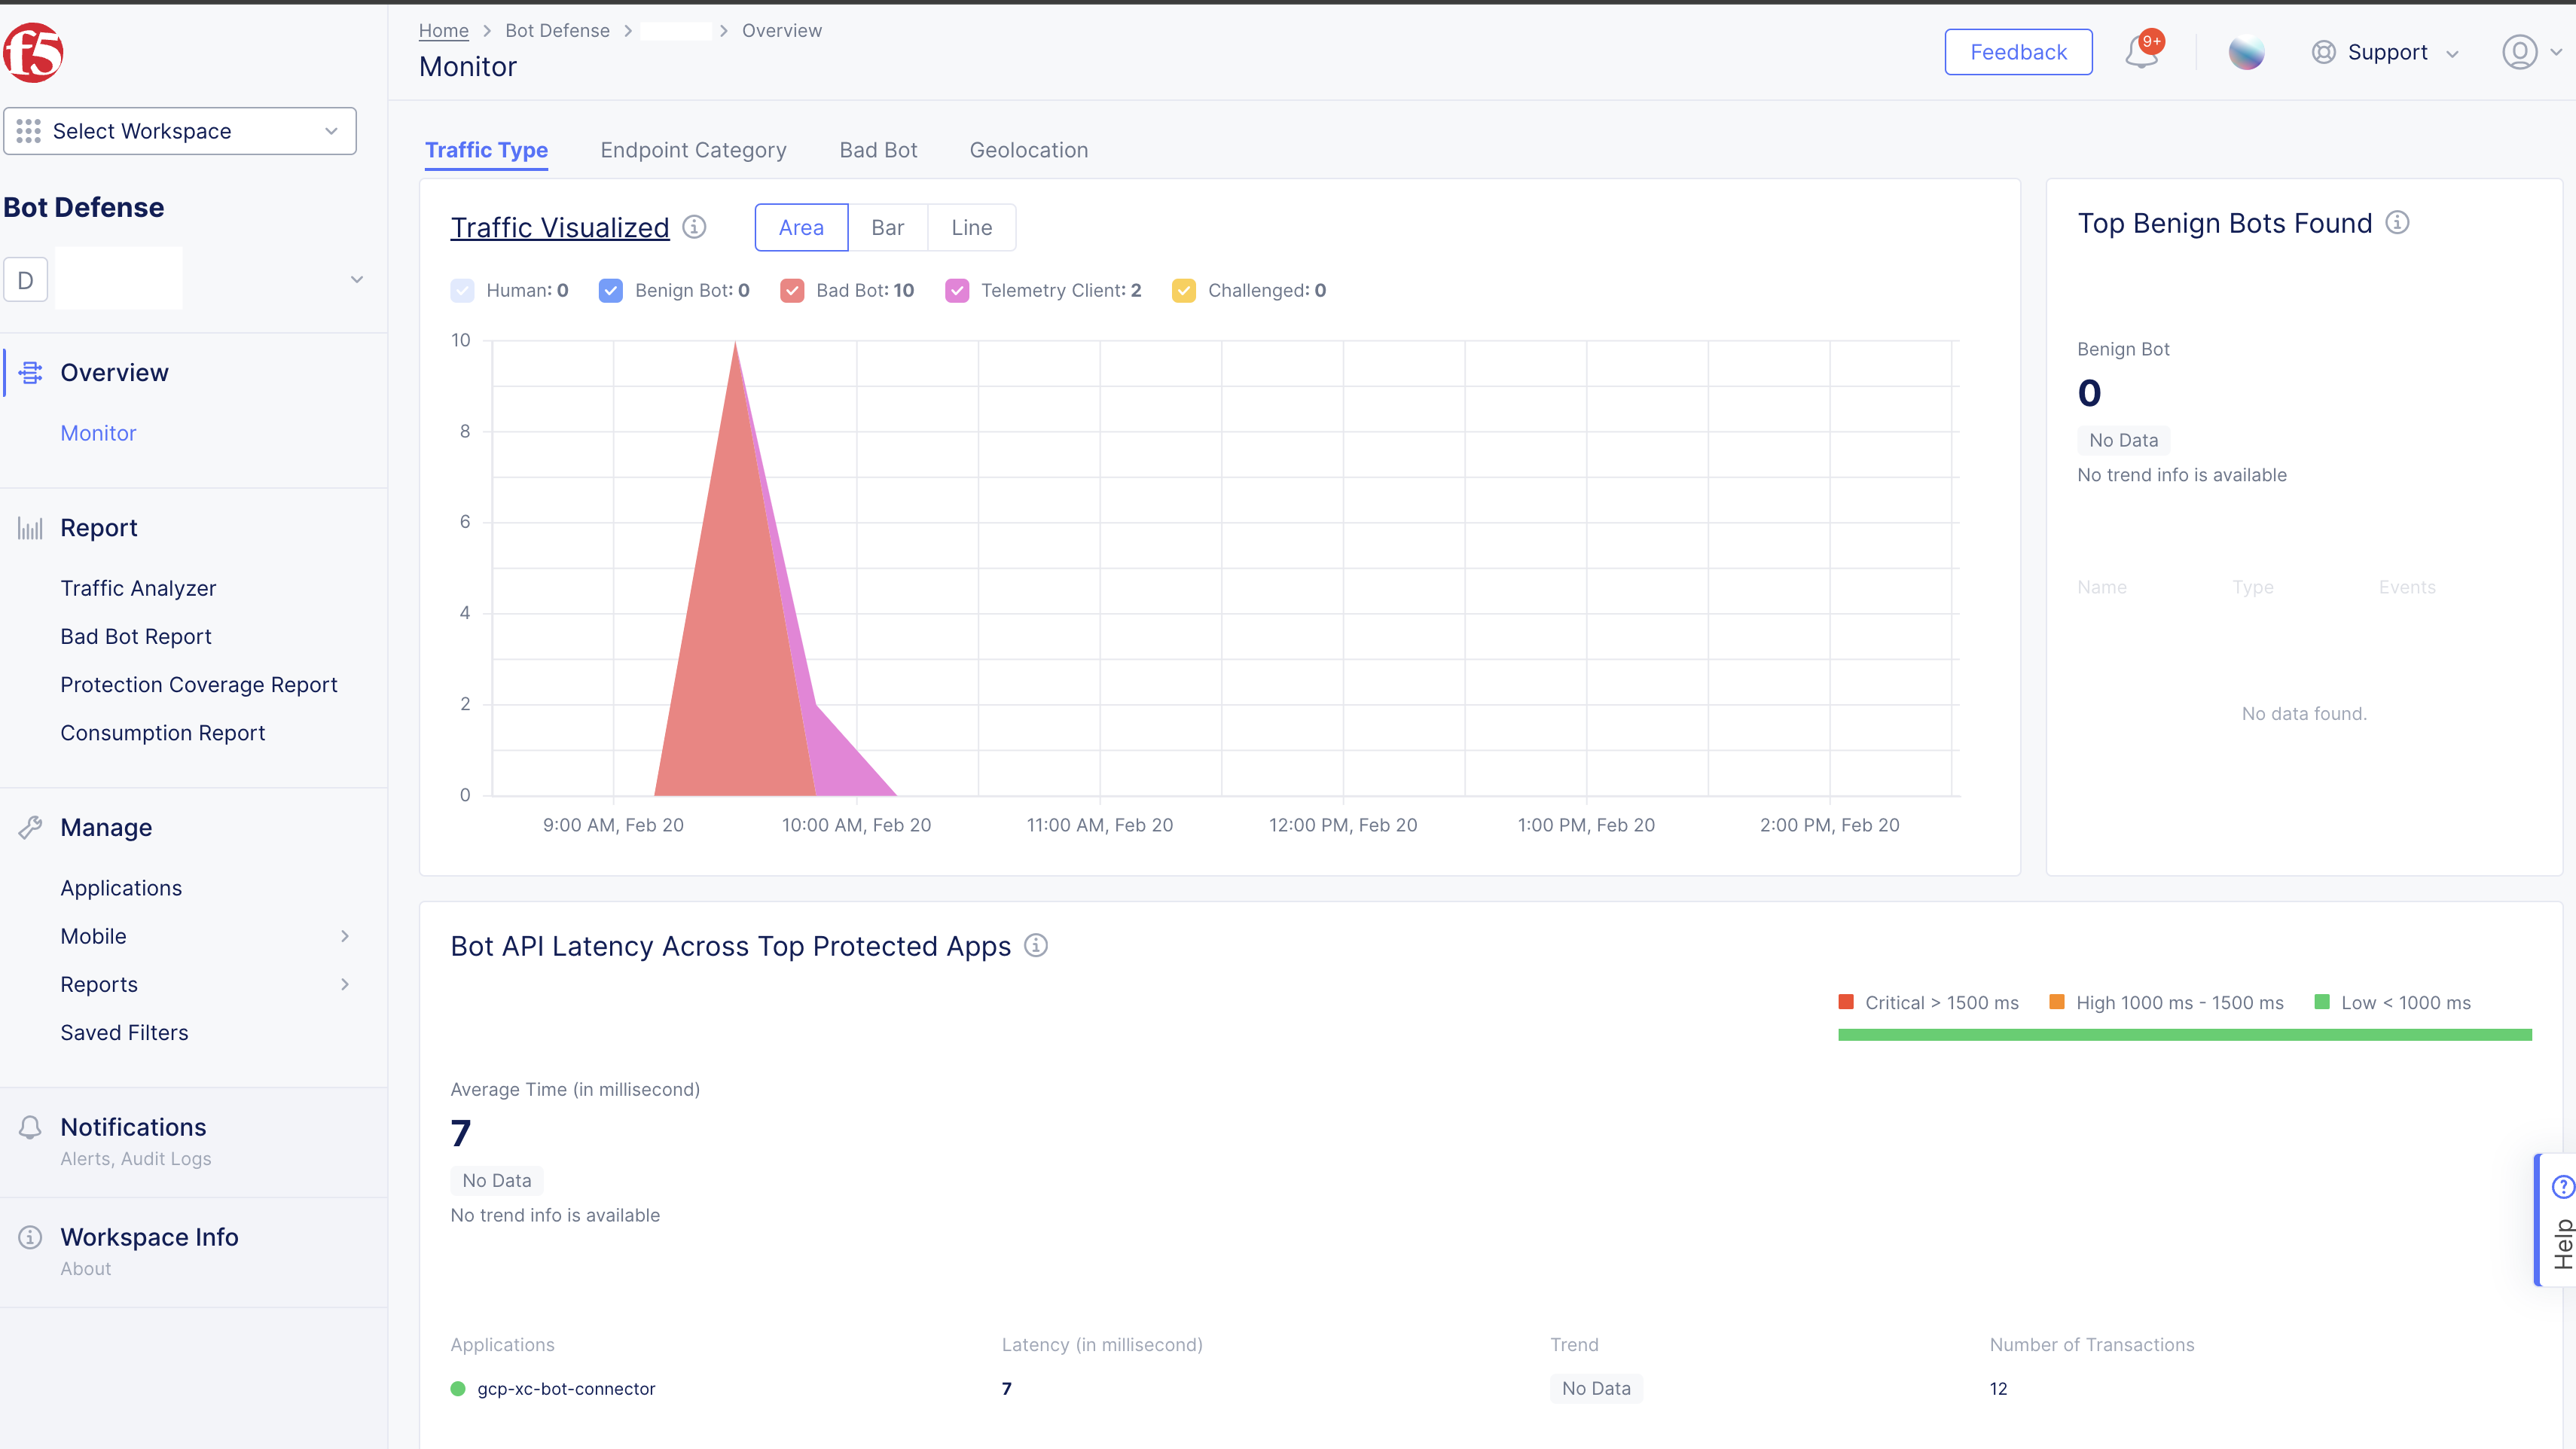 f5
Select Workspace
Bot Defense
D
Overview
Monitor
Report
Traffic Analyzer
Bad Bot Report
Protection Coverage Report
Consumption Report
Manage
Applications
Mobile
Reports
Saved Filters
Notifications
Alerts, Audit Logs
Workspace Info
About
Home > Bot Defense > > Overview
Monitor
Feedback
9+
Support
Traffic Type Endpoint Category Bad Bot Geolocation
Traffic Visualized
Area Bar Line
Human: 0 Benign Bot: 0 Bad Bot: 10 Telemetry Client: 2 Challenged: 0
10
8
6
4
2
0
9:00 AM, Feb 20 10:00 AM, Feb 20 11:00 AM, Feb 20 12:00 PM, Feb 20 1:00 PM, Feb 20 2:00 PM, Feb 20
Top Benign Bots Found
Benign Bot
0
No Data
No trend info is available
Name Type Events
No data found.
Bot API Latency Across Top Protected Apps
Critical > 1500 ms High 1000 ms - 1500 ms Low < 1000 ms
Average Time (in millisecond)
7
No Data
No trend info is available
Applications Latency (in millisecond) Trend Number of Transactions
gcp-xc-bot-connector 7 No Data 12
Help